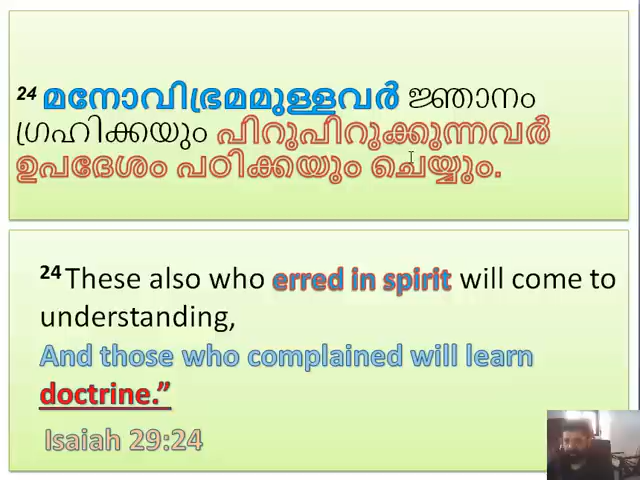 24 മനോവിഭ്രമമുള്ളവർ ജ്ഞാനം
ഗ്രഹിക്കയും പിറുപിറുക്കുന്നവർ
ഉപദേശം പഠിക്കയും ചെയ്യും.
24 These also who erred in spirit will come to
understanding,
And those who complained will learn
doctrine.”
Isaiah 29:24